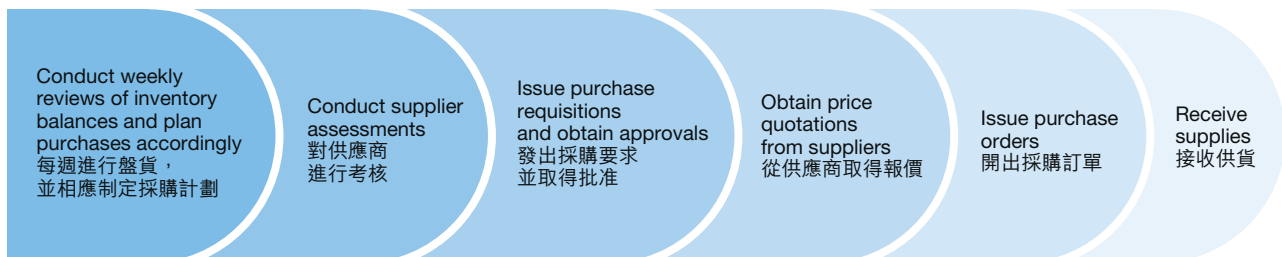 Conduct weekly
reviews of inventory
balances and plan
purchases accordingly
每週進行盤貨，
並相應制定採購計劃
Conduct supplier
assessments
對供應商
進行考核
Issue purchase
requisitions
and obtain approvals
發出採購要求
並取得批准
Obtain price
quotations
from suppliers
從供應商取得報價
Issue purchase
orders
開出採購訂單
Receive
supplies
接收供貨